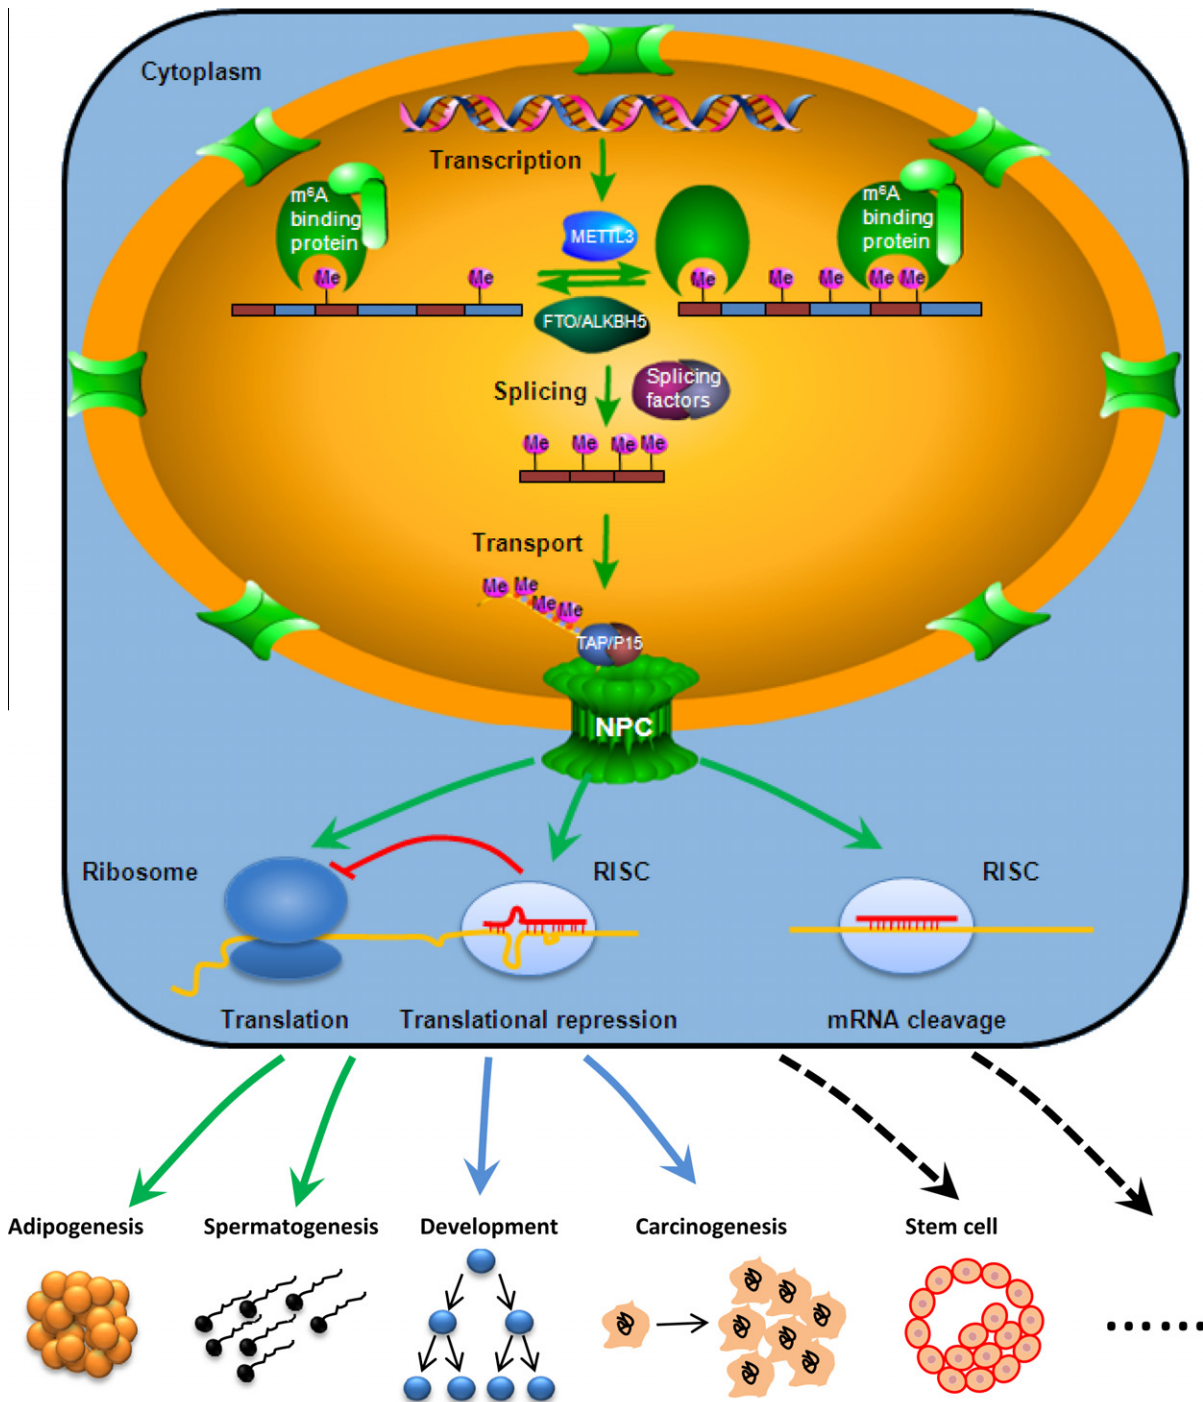 Cytoplasm
Transcription
m⁶A
binding
protein
Me
Me
METTL3
FTO/ALKBH5
m⁶A
binding
protein
Me
Me
Me
Me
Me
Splicing
Splicing
factors
Me
Me
Me
Me
Transport
Me
Me
Me
Me
TAP/P15
NPC
Ribosome
RISC
RISC
Translation
Translational repression
mRNA cleavage
Adipogenesis
Spermatogenesis
Development
Carcinogenesis
Stem cell
.......